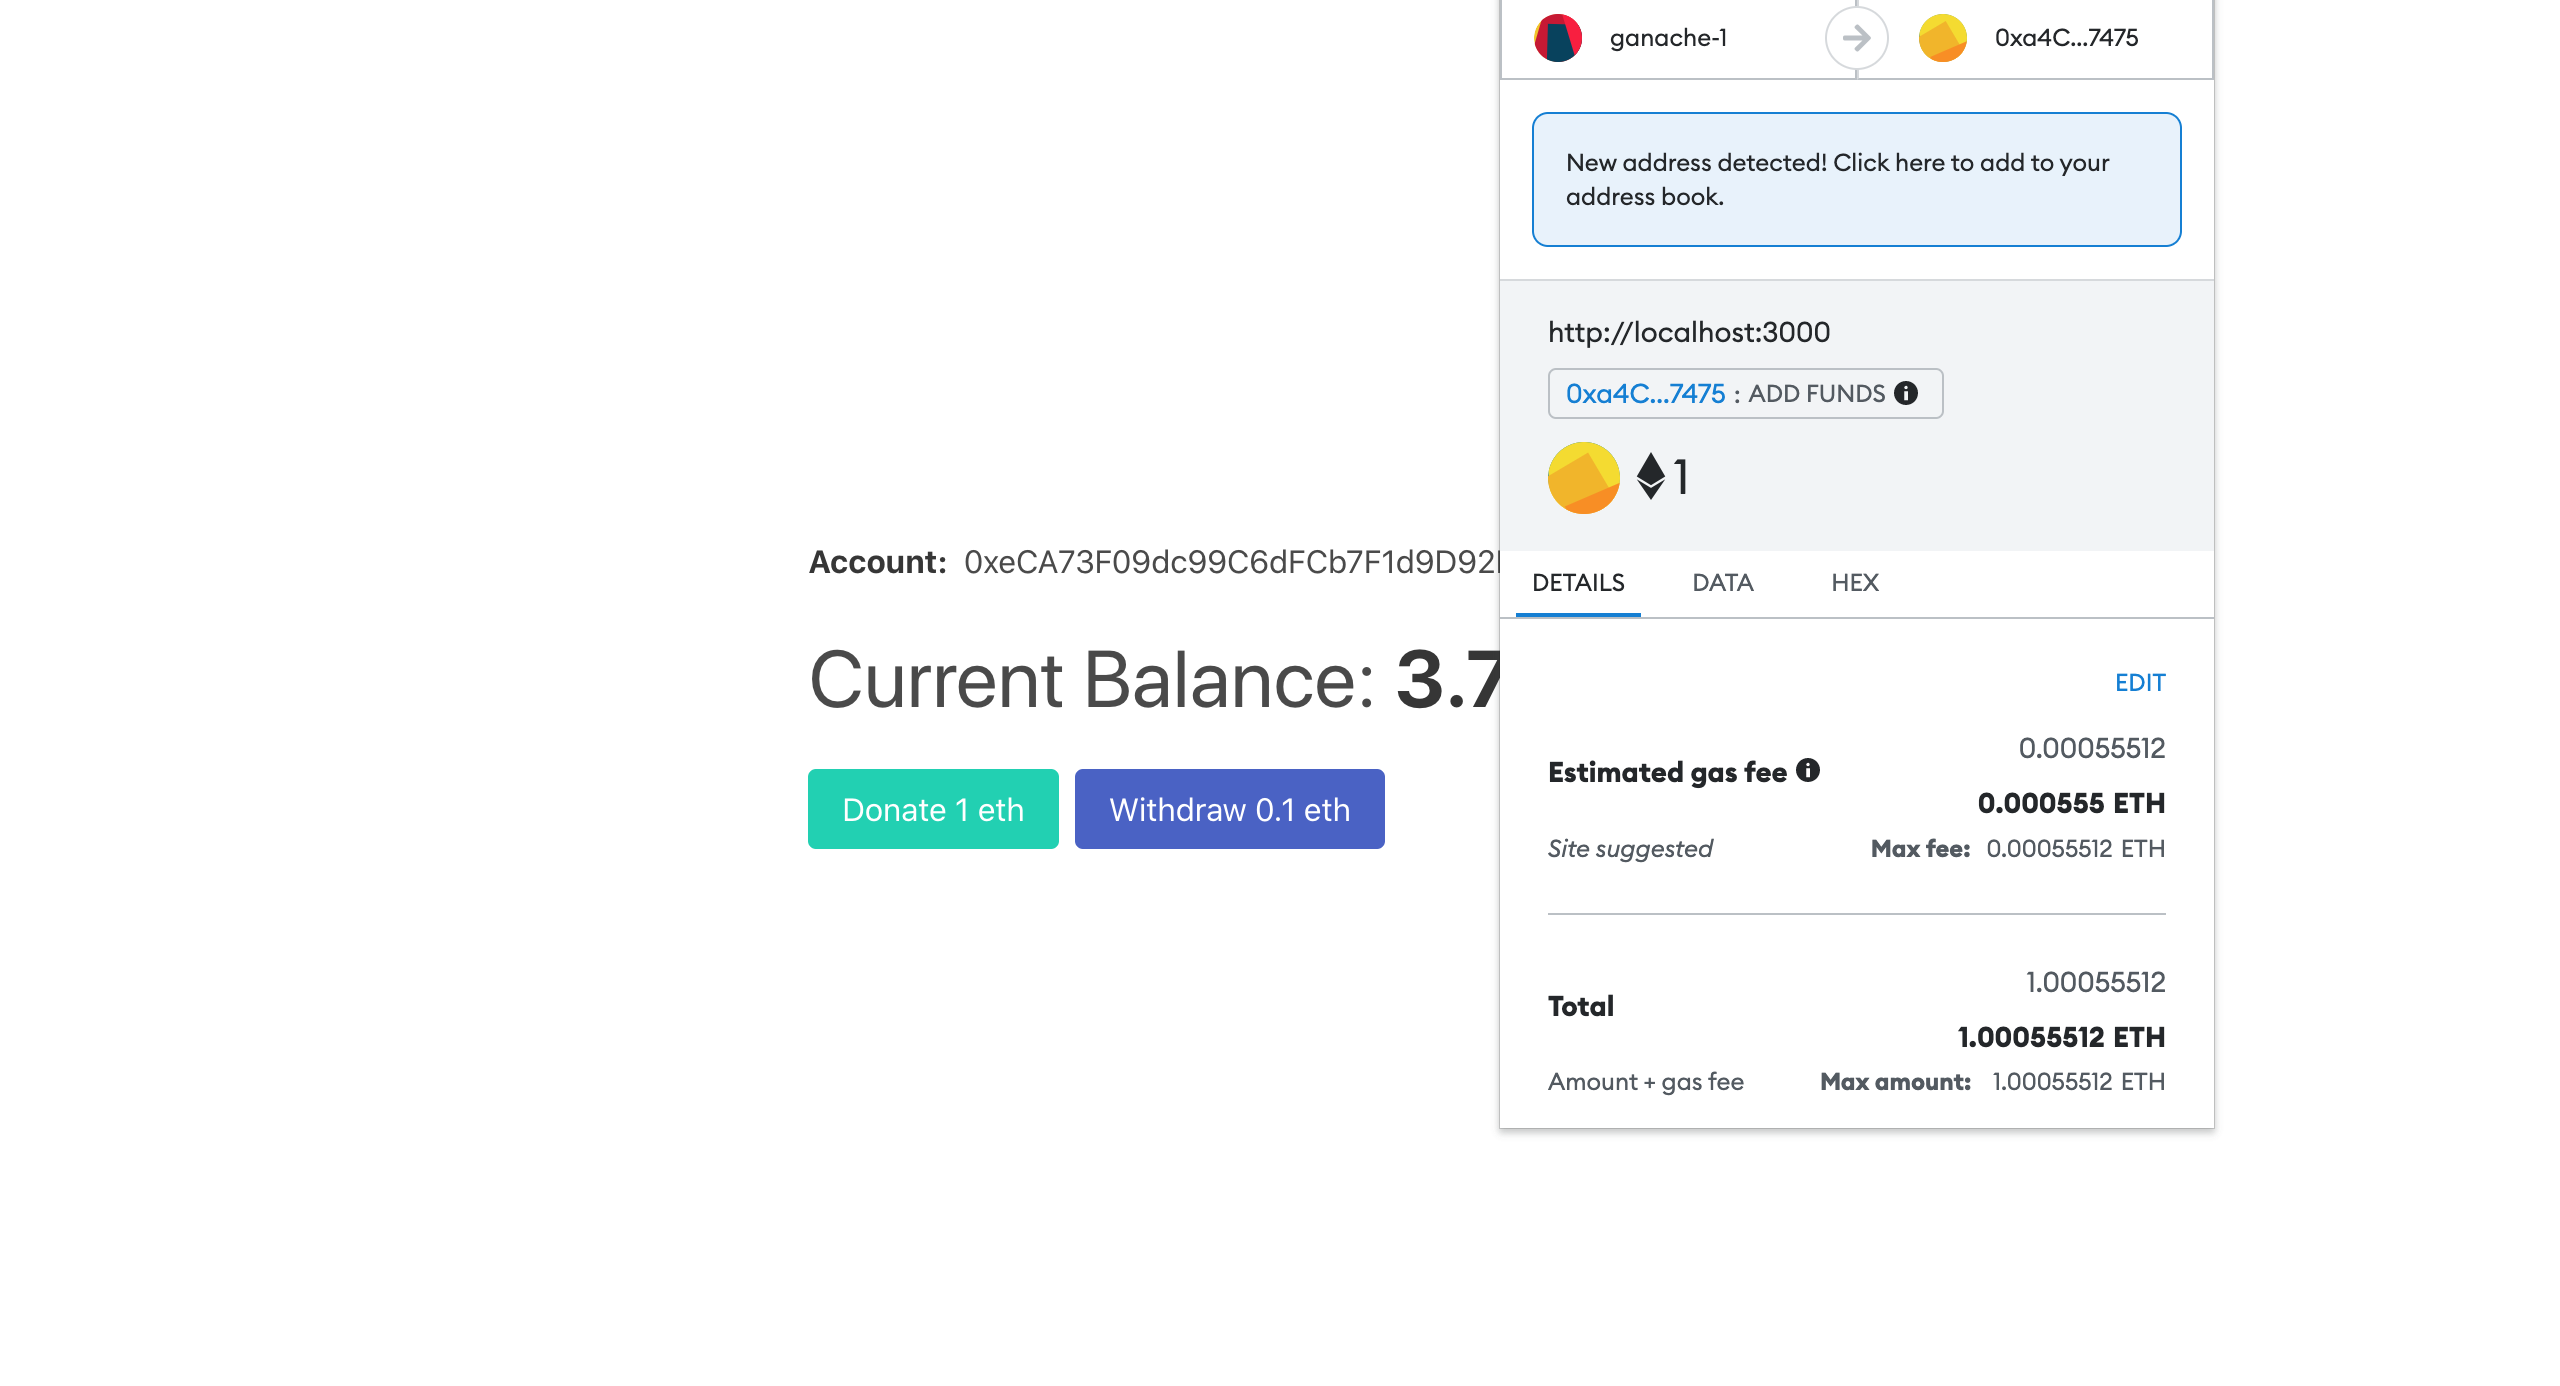 ganache-1
0xa4C...7475
New address detected! Click here to add to your
address book.
http://localhost:3000
0xa4C...7475 : ADD FUNDS
1
Account: 0xeCA73F09dc99C6dFCb7F1d9D92
DETAILS DATA HEX
Current Balance: 3.7
EDIT
0.00055512
Estimated gas fee
0.000555 ETH
Donate 1 eth
Withdraw 0.1 eth
Site suggested
Max fee: 0.00055512 ETH
1.00055512
Total
1.00055512 ETH
Amount + gas fee
Max amount: 1.00055512 ETH